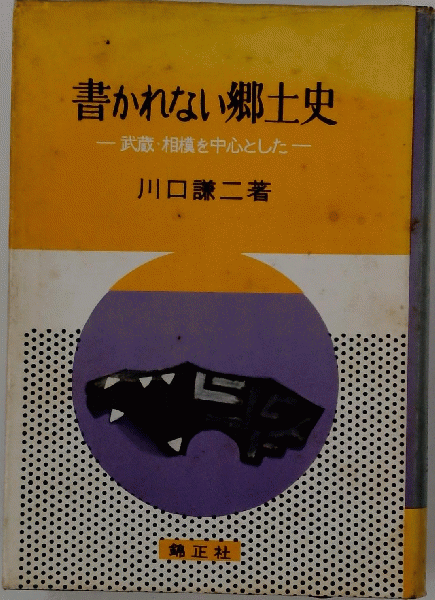 書かれない郷土史
―武蔵・相模を中心とした―
川口謙二著
錦正社